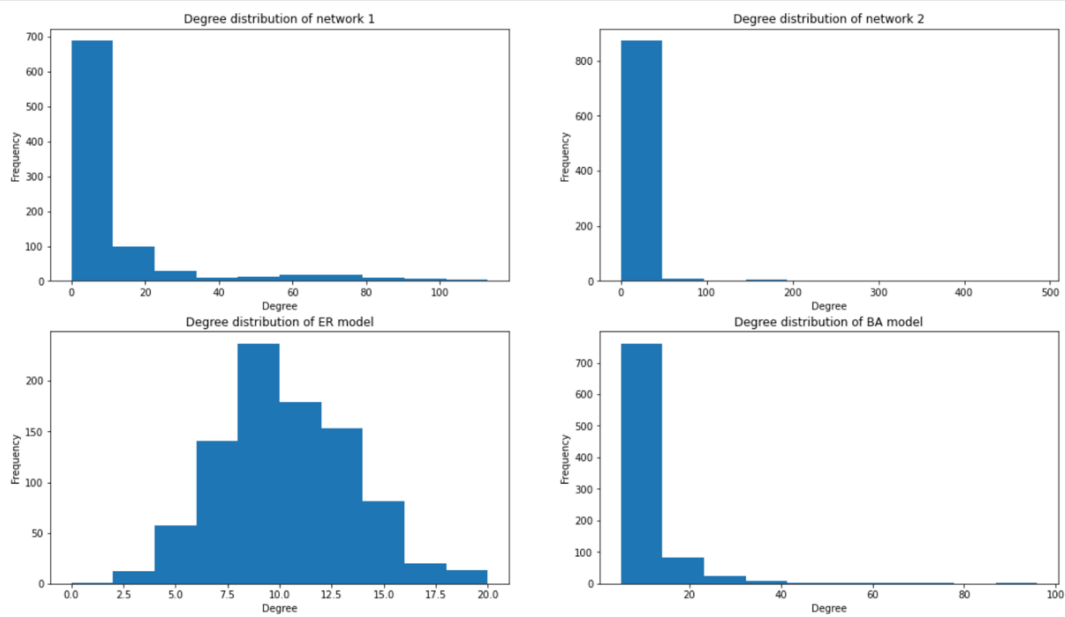 Degree distribution of network 1
700
600
500
400
300
200
100
0
Frequency
0 20 40 60 80 100
Degree
Degree distribution of network 2
800
600
400
200
0
Frequency
0 100 200 300 400 500
Degree
Degree distribution of ER model
200
150
100
50
0
Frequency
0.0 2.5 5.0 7.5 10.0 12.5 15.0 17.5 20.0
Degree
Degree distribution of BA model
700
600
500
400
300
200
100
0
Frequency
20 40 60 80 100
Degree